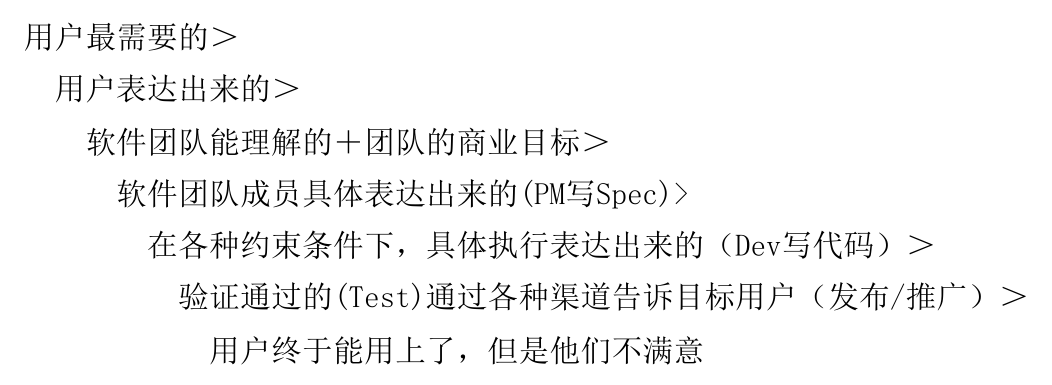 用户最需要的＞
用户表达出来的＞
软件团队能理解的＋团队的商业目标＞
软件团队成员具体表达出来的(PM写Spec)>
在各种约束条件下，具体执行表达出来的（Dev写代码）＞
验证通过的(Test)通过各种渠道告诉目标用户（发布/推广）＞
用户终于能用上了，但是他们不满意